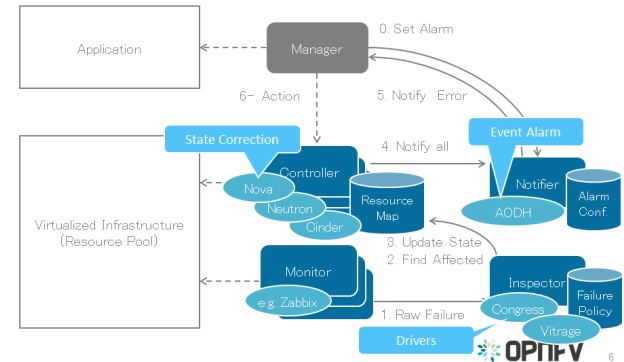 0. Set Alarm
Application
Manager
6-. Action
5. Notify Error
State Correction
Event Alarm
4. Notify all
Controller
Notifier
Nova
Resource
Map
Alarm
Conf.
Neutron
AODH
Cinder
Virtualized Infrastructure
(Resource Pool)
3. Update State
2. Find Affected
Monitor
Inspector
e.g. Zabbix
Failure
Policy
Congress
1. Raw Failure
Vitrage
Drivers
OPNFV
6